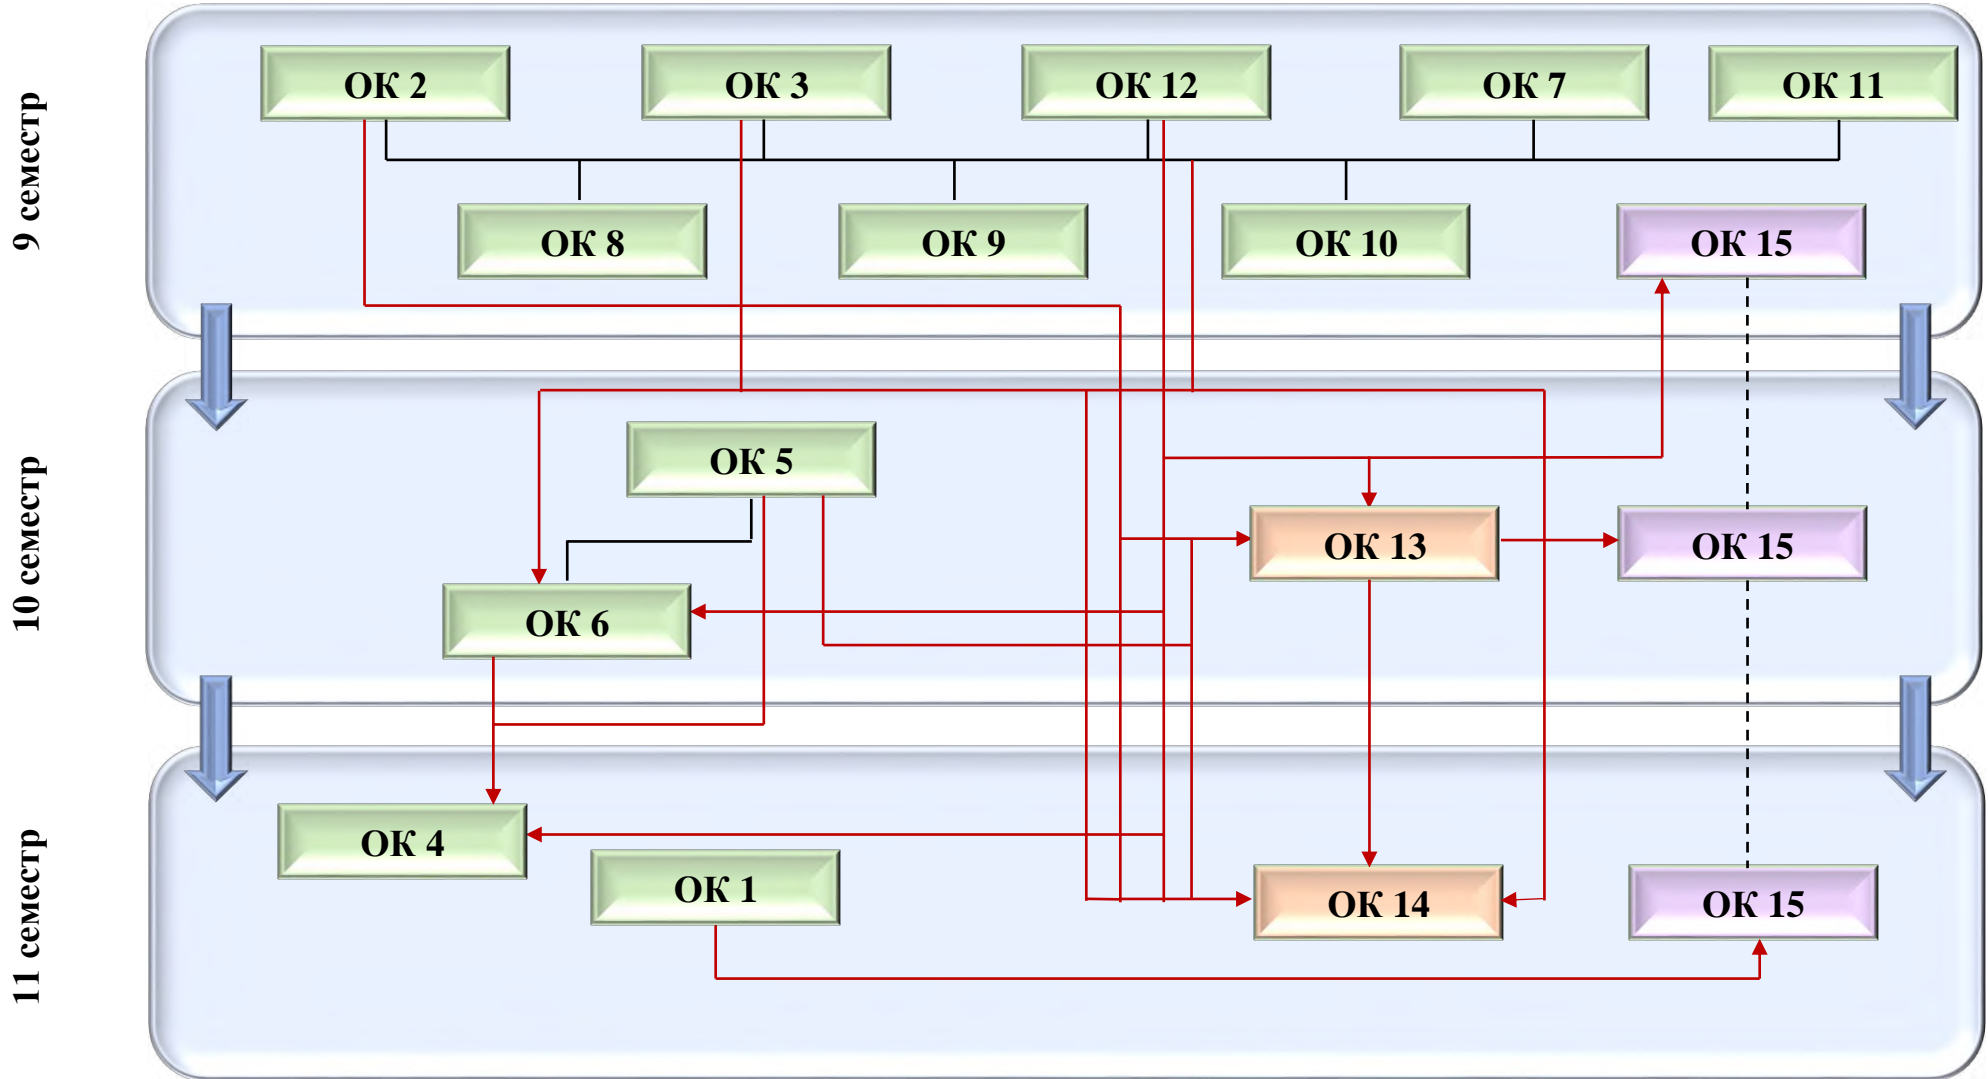 9 семестр
ОК 2
ОК 3
ОК 12
ОК 7
ОК 11
ОК 8
ОК 9
ОК 10
ОК 15
10 семестр
ОК 5
ОК 13
ОК 15
ОК 6
11 семестр
ОК 4
ОК 1
ОК 14
ОК 15